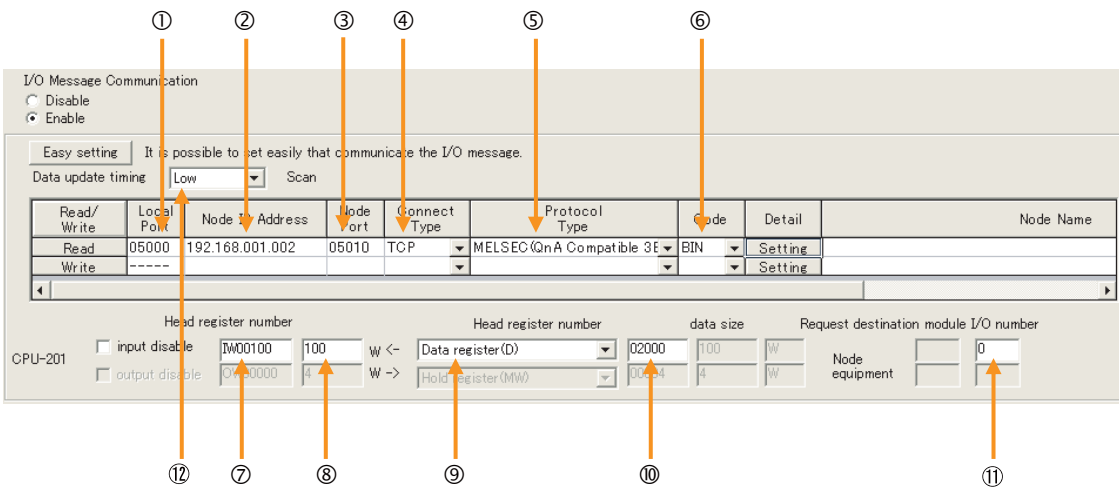 ① ② ③ ④ ⑤ ⑥
I/O Message Communication
Disable
Enable
Easy setting It is possible to set easily that communicate the I/O message.
Data update timing Low Scan
Read/Write Local Port Node IP Address Node Port Connect Type Protocol Type Code Detail Node Name
Read 05000 192.168.001.002 05010 TCP MELSEC(QnA Compatible 3E BIN Setting
Write ----- Setting
Head register number Head register number data size Request destination module I/O number
CPU-201 input disable IW00100 100 W <- Data register(D) 02000 100 W Node equipment 0
output disable OW00000 4 W -> Hold register(MW) 4 W
⑫ ⑦ ⑧ ⑨ ⑩ ⑪